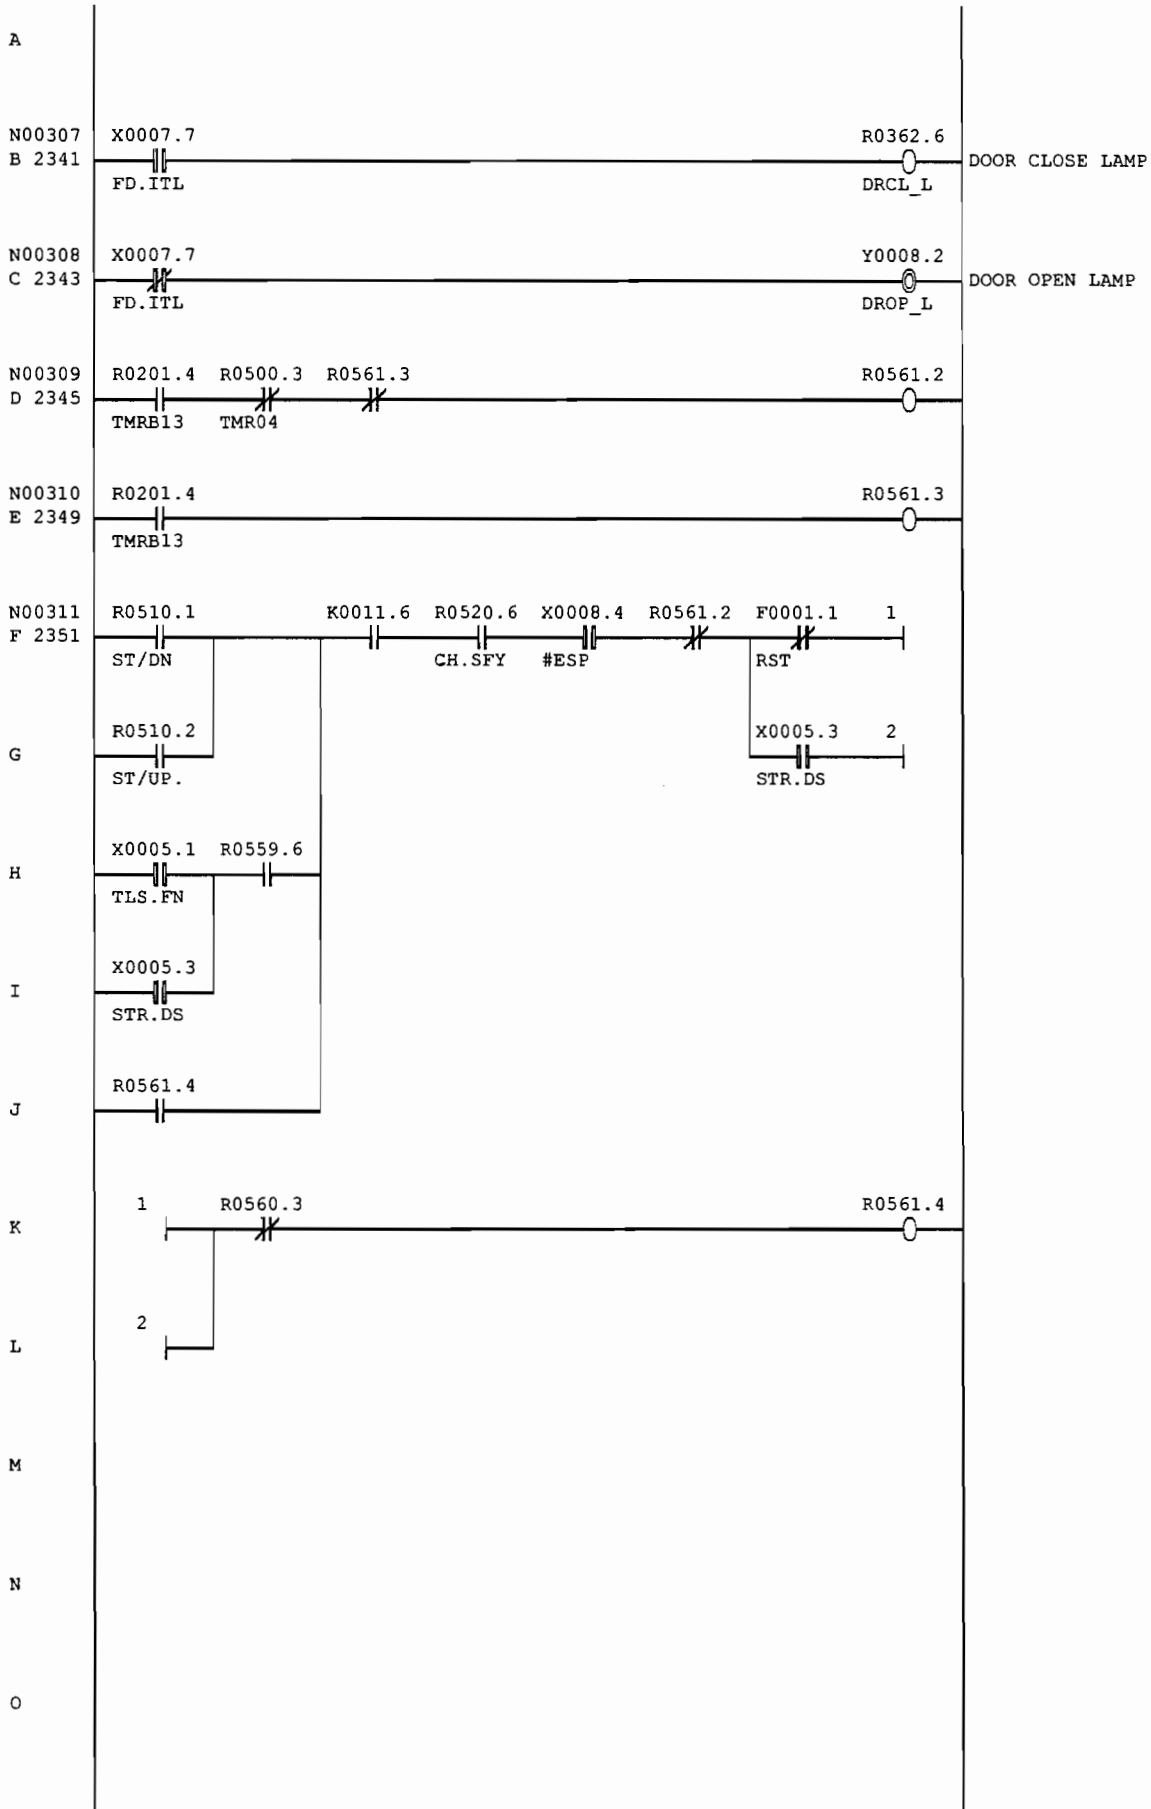 A
N00307 X0007.7 R0362.6
B 2341 DOOR CLOSE LAMP
FD.ITL DRCL_L
N00308 X0007.7 Y0008.2
C 2343 DOOR OPEN LAMP
FD.ITL DROP_L
N00309 R0201.4 R0500.3 R0561.3 R0561.2
D 2345
TMRB13 TMR04
N00310 R0201.4 R0561.3
E 2349
TMRB13
N00311 R0510.1 K0011.6 R0520.6 X0008.4 R0561.2 F0001.1 1
F 2351
ST/DN CH.SFY #ESP RST
R0510.2 X0005.3 2
G
ST/UP. STR.DS
X0005.1 R0559.6
H
TLS.FN
X0005.3
I
STR.DS
R0561.4
J
1 R0560.3 R0561.4
K
2
L
M
N
O